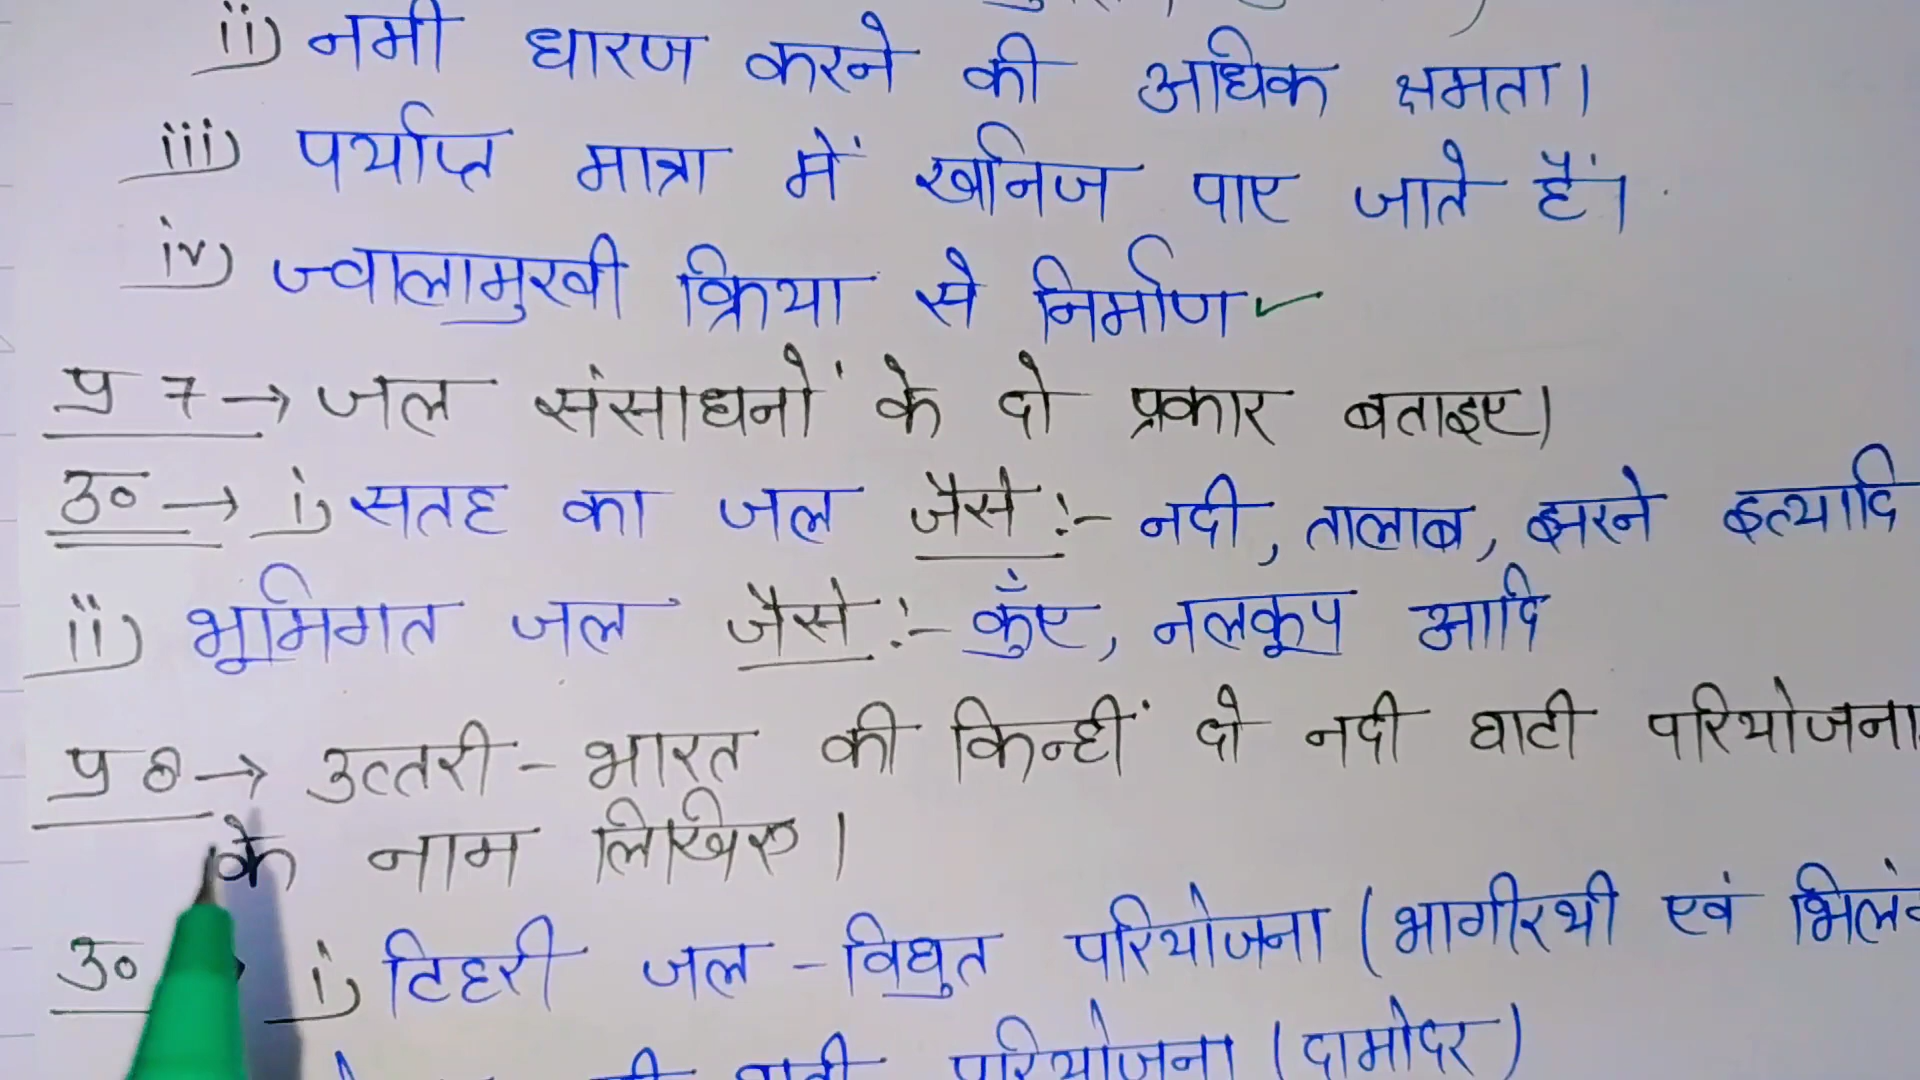 ii) नमी धारण करने की अधिक क्षमता।
iii) पर्याप्त मात्रा में खनिज पाए जाते हैं।
iv) ज्वालामुखी क्रिया से निर्माण
प्र 7 → जल संसाधनों के दो प्रकार बताइए।
उ० → i) सतह का जल जैसे :- नदी, तालाब, झरने इत्यादि
ii) भूमिगत जल जैसे :- कुँए, नलकूप आदि
प्र 8 → उत्तरी - भारत की किन्हीं दो नदी घाटी परियोजना
के नाम लिखिए।
उ० → i) टिहरी जल - विधुत परियोजना (भागीरथी एवं
परियोजना (दामोदर)